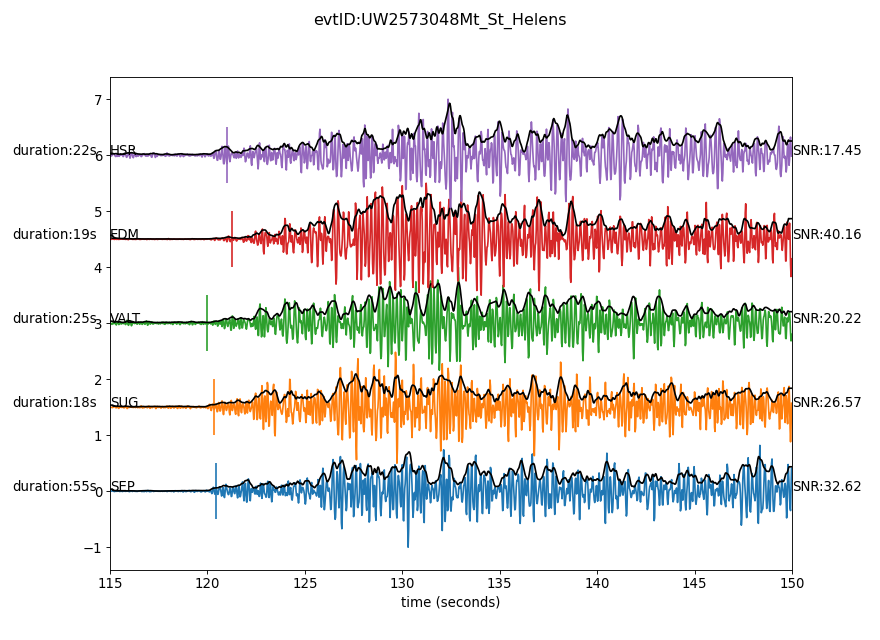 evtID:UW2573048Mt_St_Helens
7
duration:22s HSR SNR:17.45
6
5
duration:19s EDM SNR:40.16
4
duration:25s VALT SNR:20.22
3
2
duration:18s SUG SNR:26.57
1
duration:55s SEP SNR:32.62
0
−1
115 120 125 130 135 140 145 150
time (seconds)